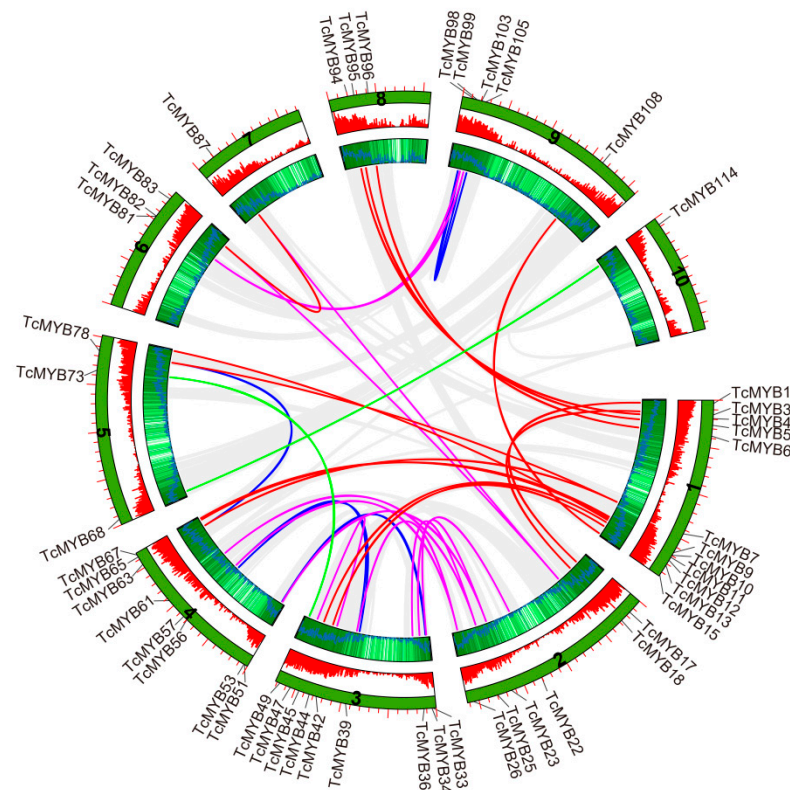 TcMYB94
TcMYB95
TcMYB96
8
TcMYB98
TcMYB99
TcMYB103
TcMYB105
9
TcMYB108
TcMYB114
10
TcMYB1
TcMYB3
TcMYB4
TcMYB5
TcMYB6
1
TcMYB7
TcMYB9
TcMYB10
TcMYB11
TcMYB12
TcMYB13
TcMYB15
TcMYB17
TcMYB18
2
TcMYB22
TcMYB23
TcMYB25
TcMYB26
TcMYB33
TcMYB34
TcMYB36
3
TcMYB39
TcMYB42
TcMYB44
TcMYB45
TcMYB47
TcMYB49
TcMYB51
TcMYB53
4
TcMYB56
TcMYB57
TcMYB61
TcMYB63
TcMYB65
TcMYB67
TcMYB68
5
TcMYB73
TcMYB78
6
TcMYB81
TcMYB82
TcMYB83
7
TcMYB87